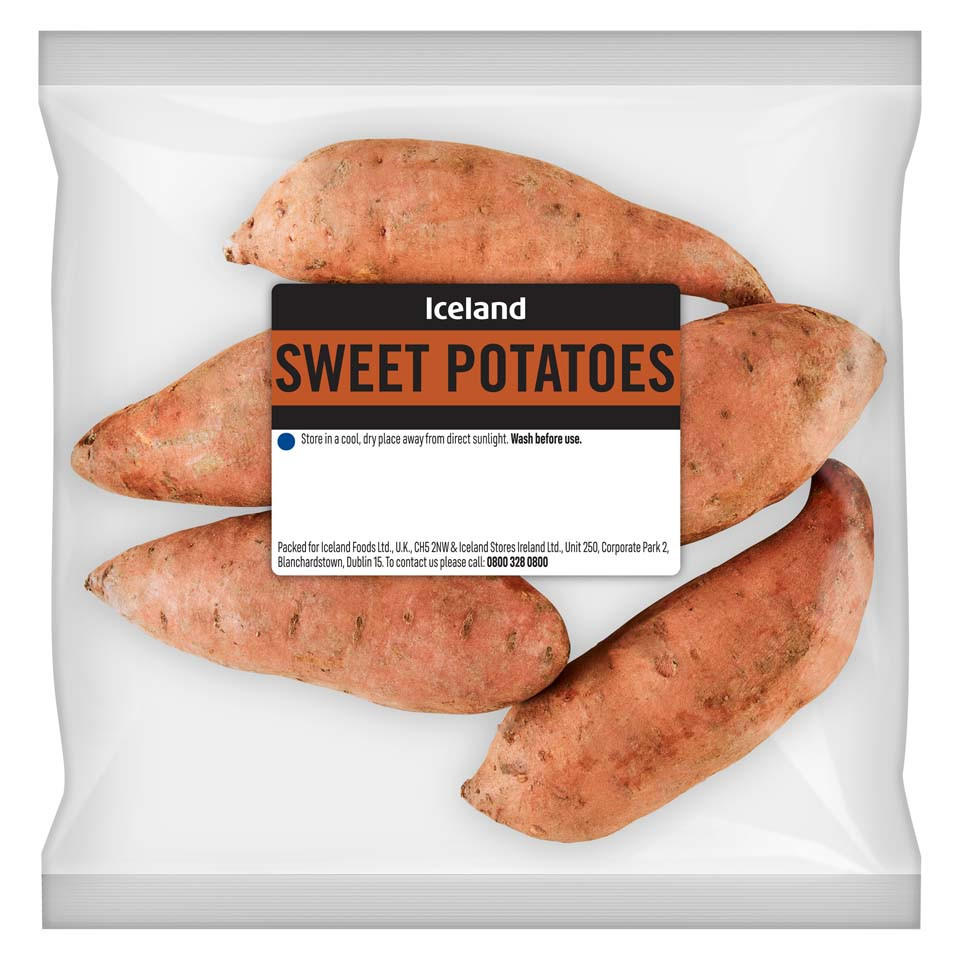 Iceland
SWEET POTATOES
Store in a cool, dry place away from direct sunlight. Wash before use.
Packed for Iceland Foods Ltd., U.K., CH5 2NW & Iceland Stores Ireland Ltd., Unit 250, Corporate Park 2,
Blanchardstown, Dublin 15. To contact us please call: 0800 328 0800